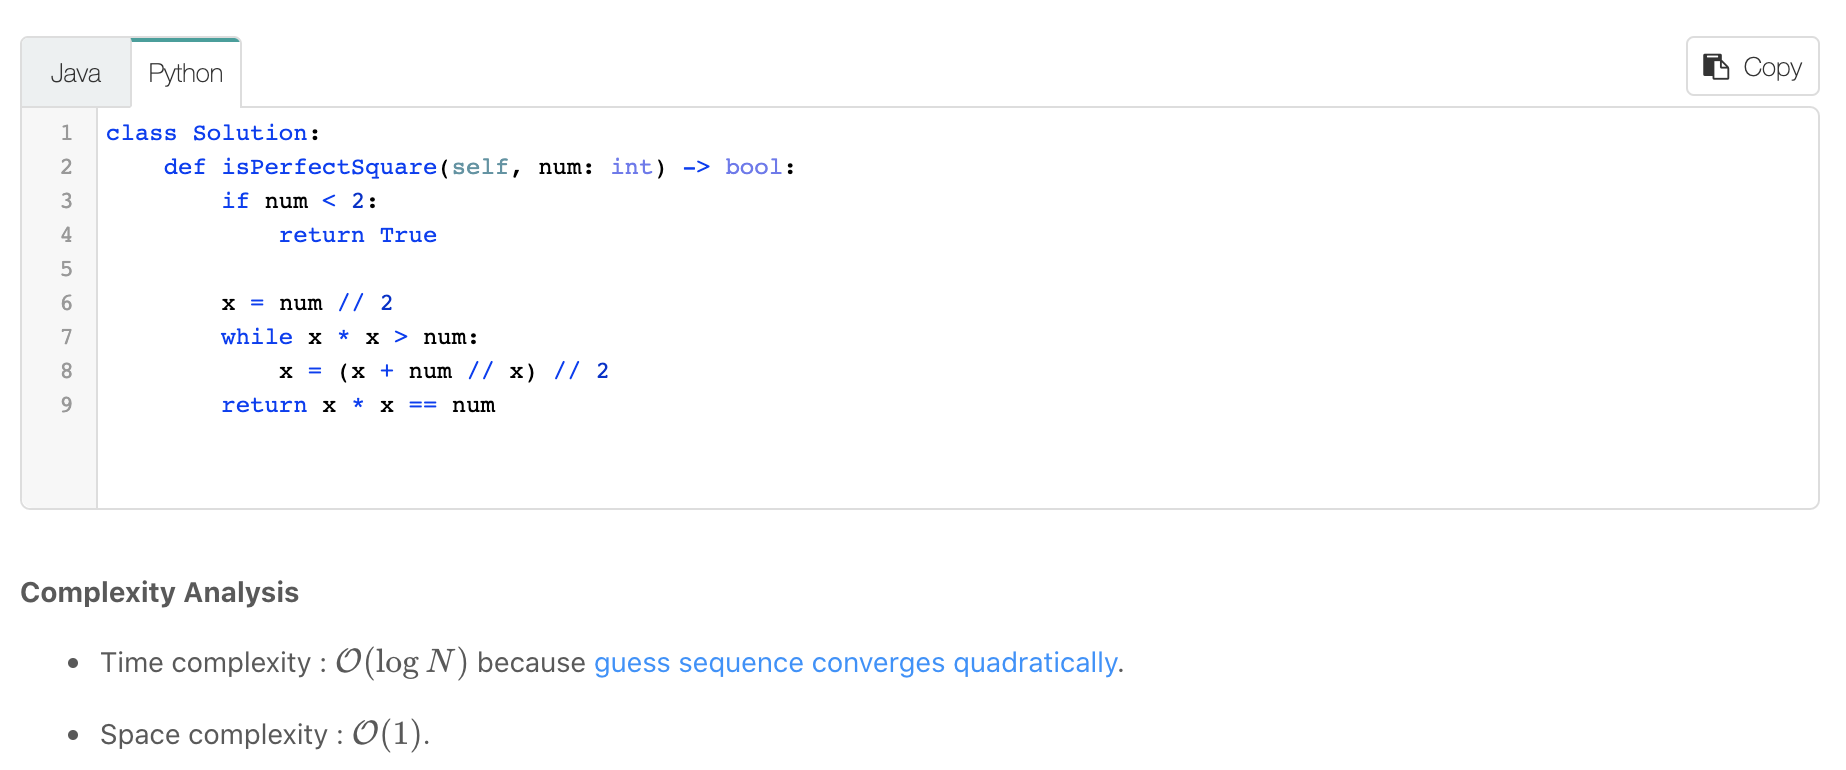 Java Python Copy
1 class Solution:
2     def isPerfectSquare(self, num: int) -> bool:
3         if num < 2:
4             return True
5
6         x = num // 2
7         while x * x > num:
8             x = (x + num // x) // 2
9         return x * x == num
Complexity Analysis
• Time complexity : O(log N) because guess sequence converges quadratically.
• Space complexity : O(1).